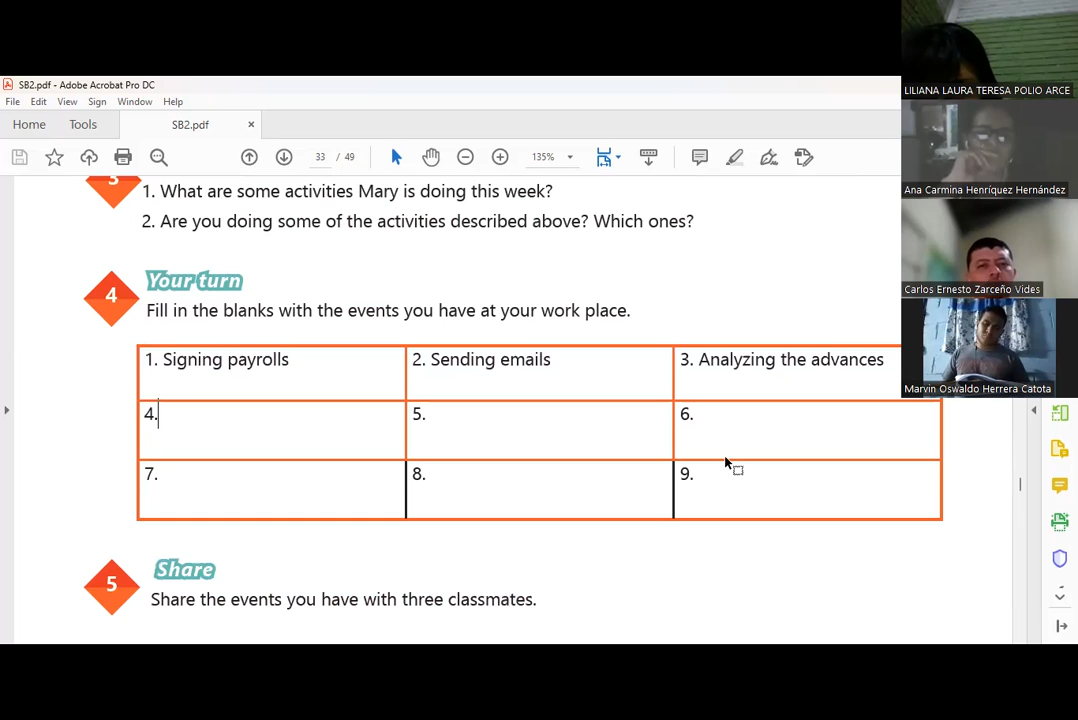 LILIANA LAURA TERESA POLIO ARCE
SB2.pdf - Adobe Acrobat Pro DC
File Edit View Sign Window Help
Home Tools SB2.pdf ×
33 / 49 135%
Ana Carmina Henríquez Hernández
3
1. What are some activities Mary is doing this week?
2. Are you doing some of the activities described above? Which ones?
Carlos Ernesto Zarceño Vides
4
Your turn
Fill in the blanks with the events you have at your work place.
1. Signing payrolls
2. Sending emails
3. Analyzing the advances
Marvin Oswaldo Herrera Catota
4.
5.
6.
7.
8.
9.
5
Share
Share the events you have with three classmates.